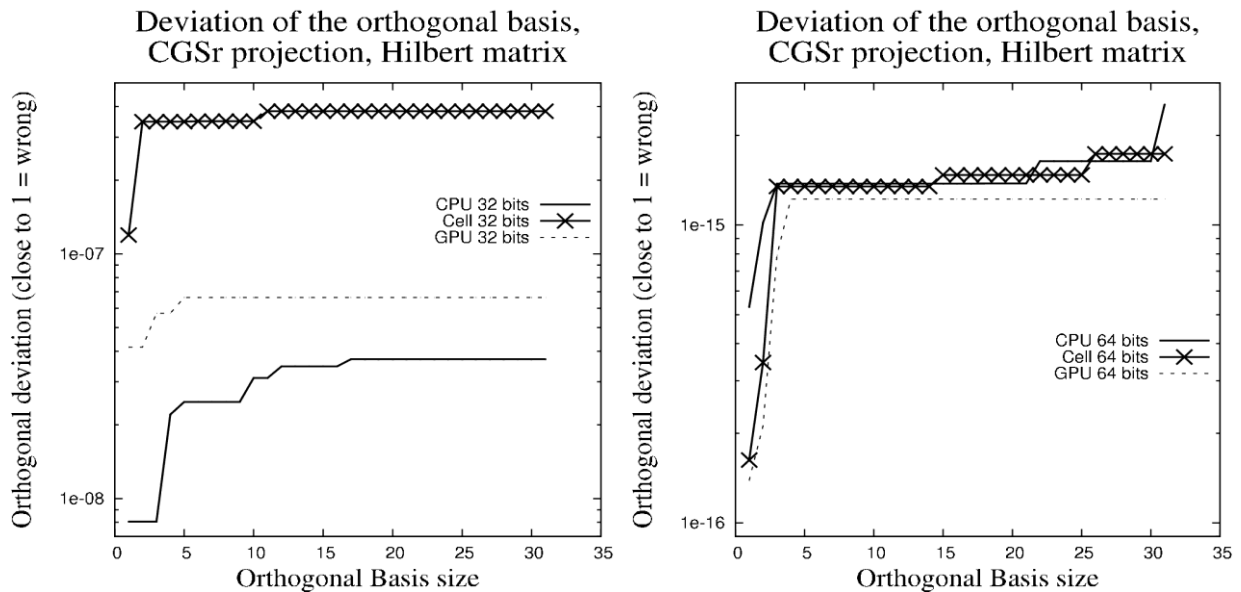 Deviation of the orthogonal basis,
CGSr projection, Hilbert matrix
Orthogonal deviation (close to 1 = wrong)
CPU 32 bits
Cell 32 bits
GPU 32 bits
1e-07
1e-08
0 5 10 15 20 25 30 35
Orthogonal Basis size
Deviation of the orthogonal basis,
CGSr projection, Hilbert matrix
Orthogonal deviation (close to 1 = wrong)
1e-15
CPU 64 bits
Cell 64 bits
GPU 64 bits
1e-16
0 5 10 15 20 25 30 35
Orthogonal Basis size